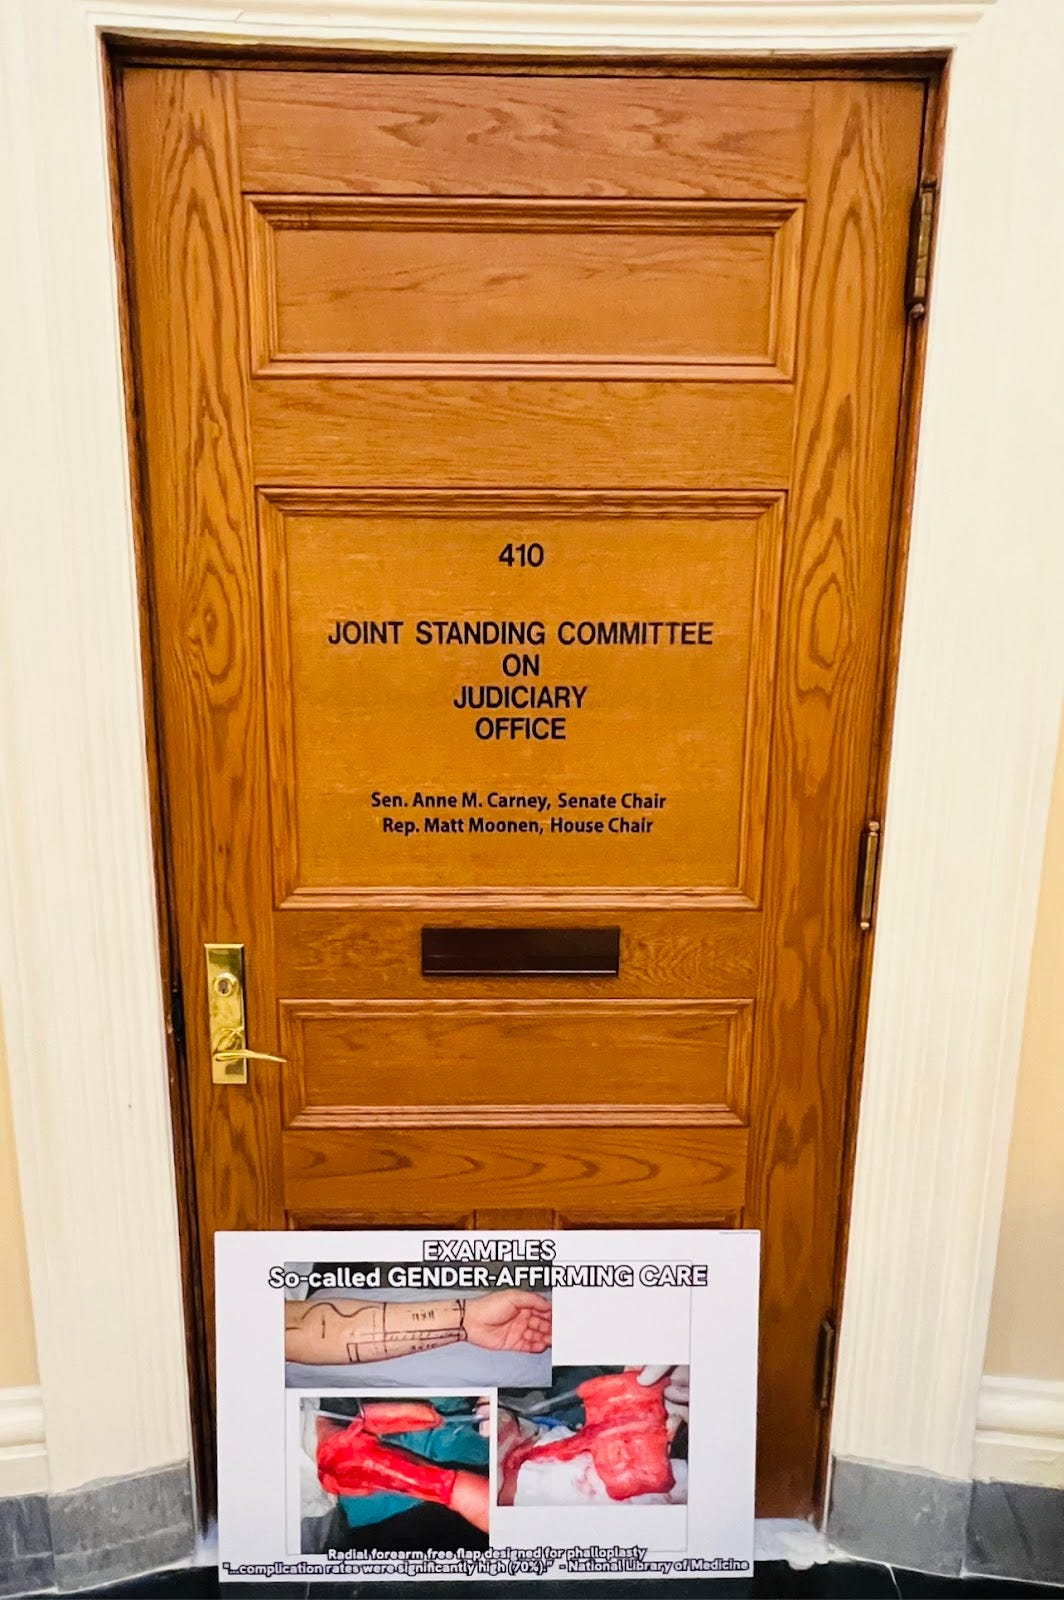 410
JOINT STANDING COMMITTEE
ON
JUDICIARY
OFFICE
Sen. Anne M. Carney, Senate Chair
Rep. Matt Moonen, House Chair
EXAMPLES
So-called GENDER-AFFIRMING CARE
Radial forearm free flap designed for phalloplasty
"...complication rates were significantly high (70%)." - National Library of Medicine